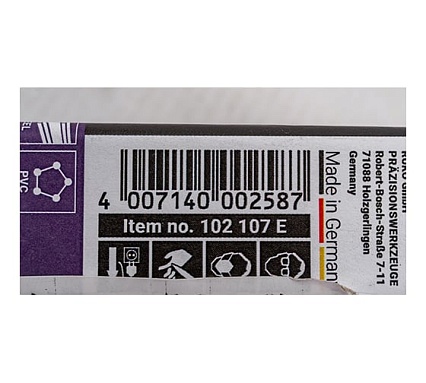 4 007140 002587
Item no. 102 107 E
PVC
Made in German
PRÄZISIONSWERKZEUGE
Robert-Bosch-Straße 7-11
71088 Holzgerlingen
Germany